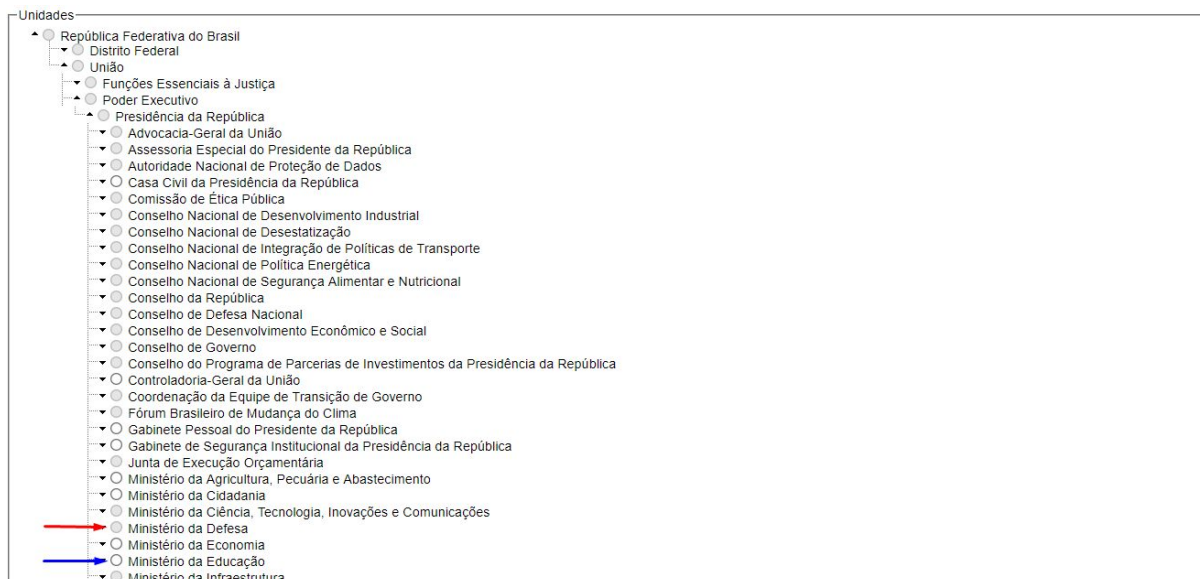 Unidades
República Federativa do Brasil
Distrito Federal
União
Funções Essenciais à Justiça
Poder Executivo
Presidência da República
Advocacia-Geral da União
Assessoria Especial do Presidente da República
Autoridade Nacional de Proteção de Dados
Casa Civil da Presidência da República
Comissão de Ética Pública
Conselho Nacional de Desenvolvimento Industrial
Conselho Nacional de Desestatização
Conselho Nacional de Integração de Políticas de Transporte
Conselho Nacional de Política Energética
Conselho Nacional de Segurança Alimentar e Nutricional
Conselho da República
Conselho de Defesa Nacional
Conselho de Desenvolvimento Econômico e Social
Conselho de Governo
Conselho do Programa de Parcerias de Investimentos da Presidência da República
Controladoria-Geral da União
Coordenação da Equipe de Transição de Governo
Fórum Brasileiro de Mudança do Clima
Gabinete Pessoal do Presidente da República
Gabinete de Segurança Institucional da Presidência da República
Junta de Execução Orçamentária
Ministério da Agricultura, Pecuária e Abastecimento
Ministério da Cidadania
Ministério da Ciência, Tecnologia, Inovações e Comunicações
Ministério da Defesa
Ministério da Economia
Ministério da Educação
Ministério da Infraestrutura